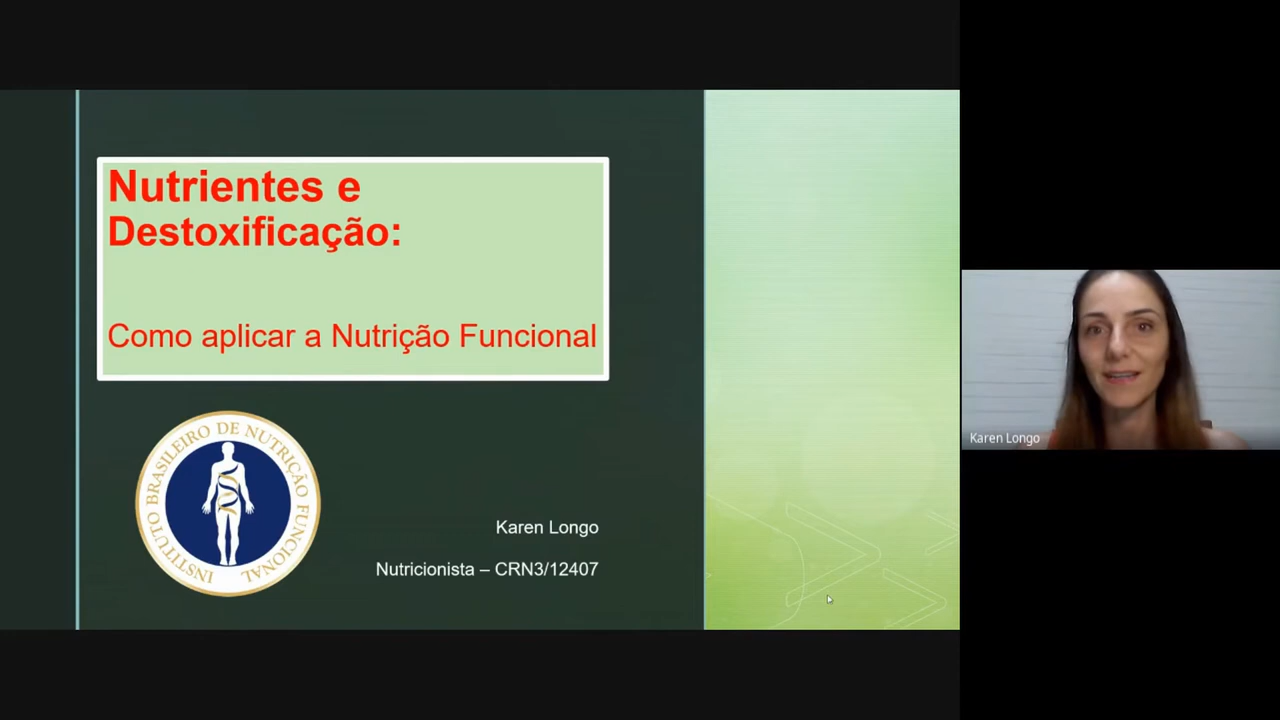 Nutrientes e
Destoxificação:
Como aplicar a Nutrição Funcional
INSTITUTO BRASILEIRO DE NUTRIÇÃO FUNCIONAL
Karen Longo
Nutricionista – CRN3/12407
Karen Longo